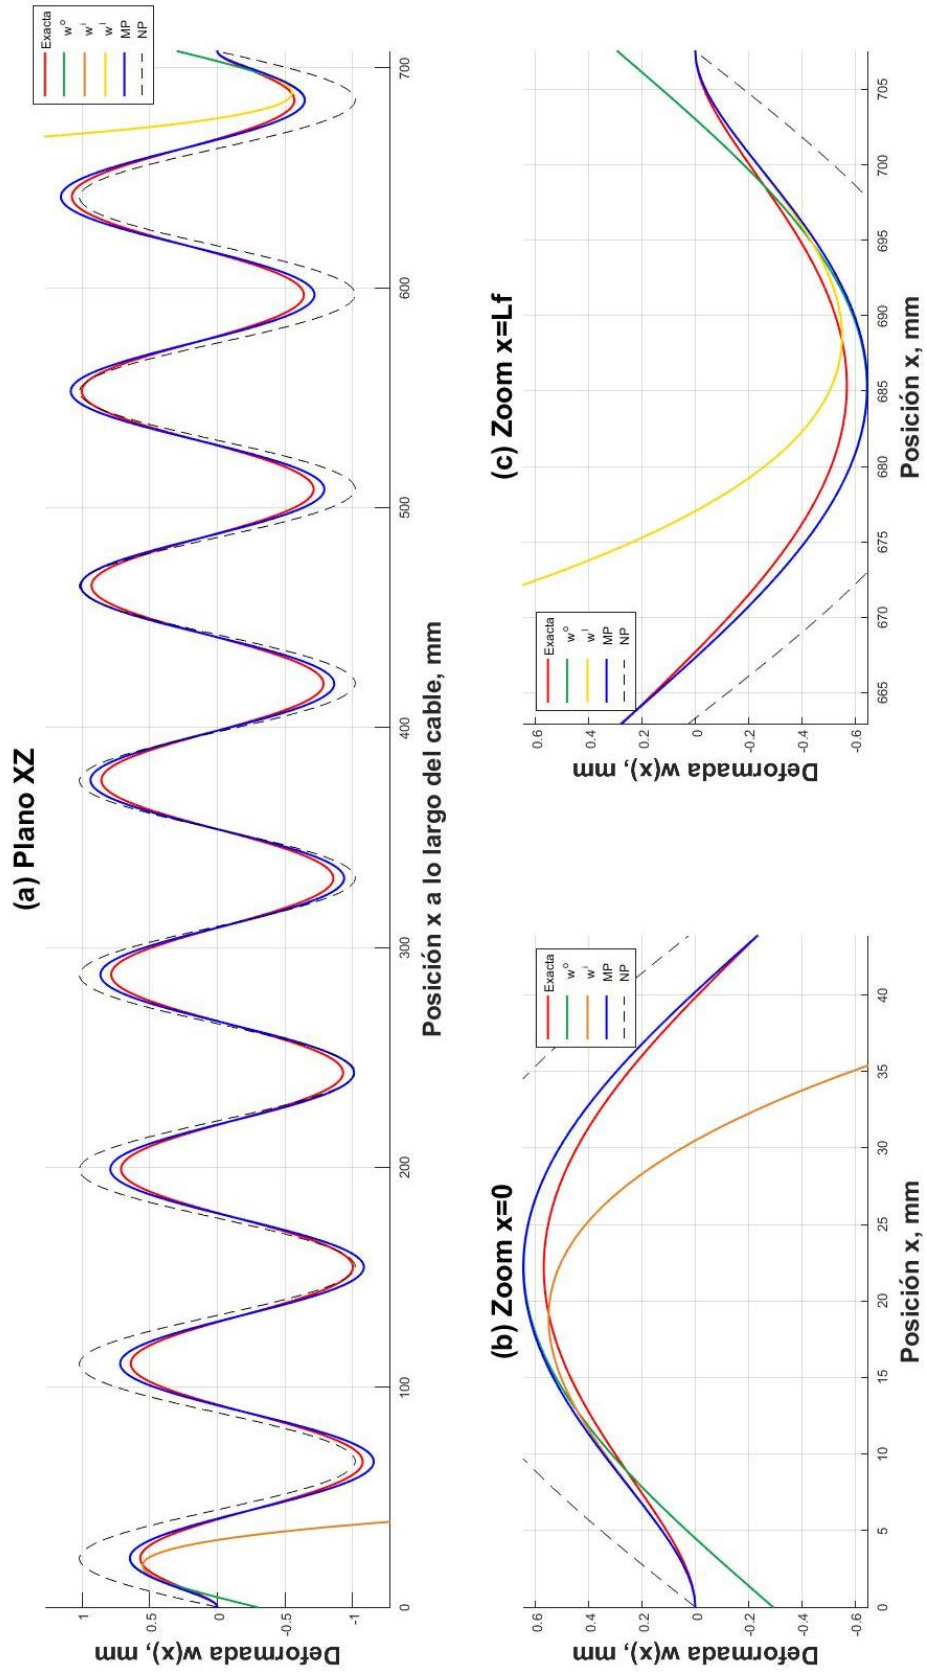 (a) Plano XZ
Exacta
w^o
w^i
w^l
MP
NP
Deformada w(x), mm
1
0.5
0
-0.5
-1
0
100
200
300
400
500
600
700
Posición x a lo largo del cable, mm
(b) Zoom x=0
Exacta
w^o
w^i
MP
NP
Deformada w(x), mm
0.6
0.4
0.2
0
-0.2
-0.4
-0.6
0
5
10
15
20
25
30
35
40
Posición x, mm
(c) Zoom x=Lf
Exacta
w^o
w^l
MP
NP
Deformada w(x), mm
0.6
0.4
0.2
0
-0.2
-0.4
-0.6
665
670
675
680
685
690
695
700
705
Posición x, mm